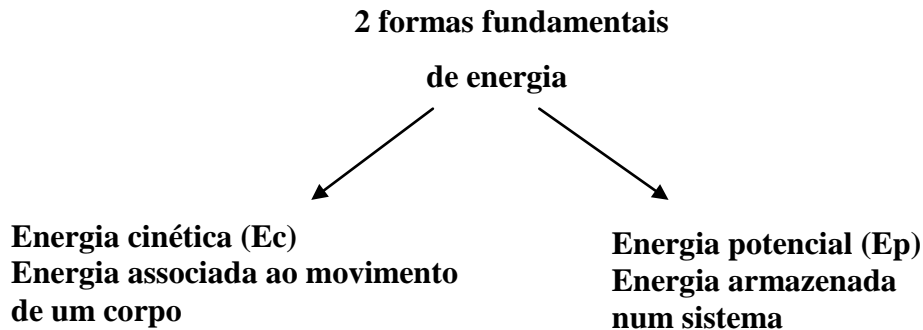 2 formas fundamentais
de energia
Energia cinética (Ec)
Energia associada ao movimento
de um corpo
Energia potencial (Ep)
Energia armazenada
num sistema